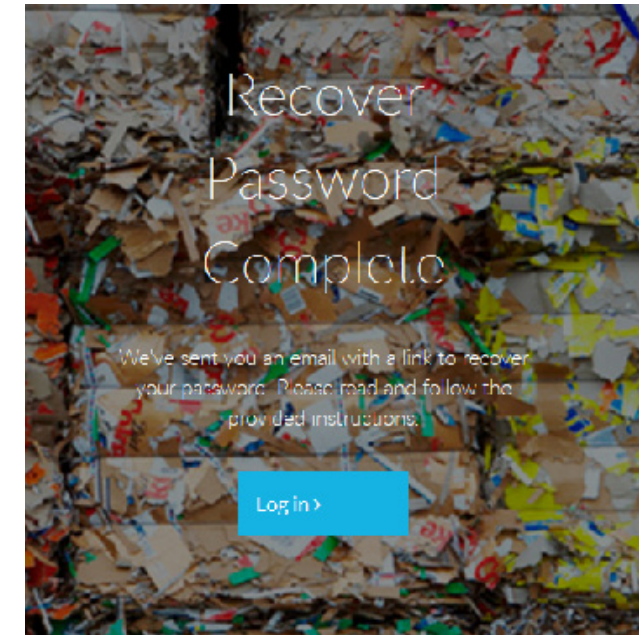 Recover
Password
Complete
We've sent you an email with a link to recover
your password. Please read and follow the
provided instructions.
Log in ›